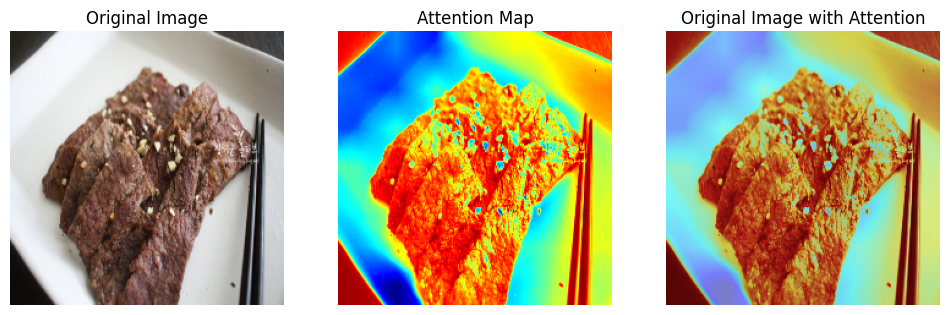 Original Image
Attention Map
Original Image with Attention